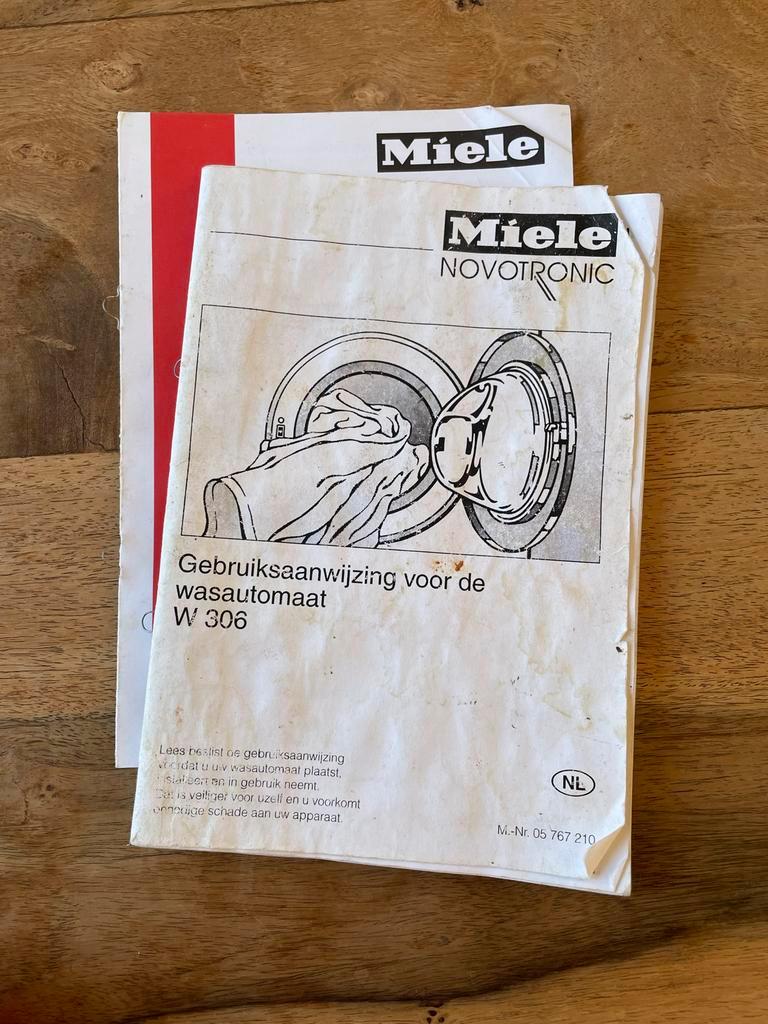 Miele
Miele
NOVOTRONIC
Gebruiksaanwijzing voor de
wasautomaat
W 306
Lees beslist de gebruiksaanwijzing
voordat u uw wasautomaat plaatst,
installeert en in gebruik neemt.
Dat is veiliger voor uzelf en u voorkomt
onnodige schade aan uw apparaat.
NL
M.-Nr. 05 767 210